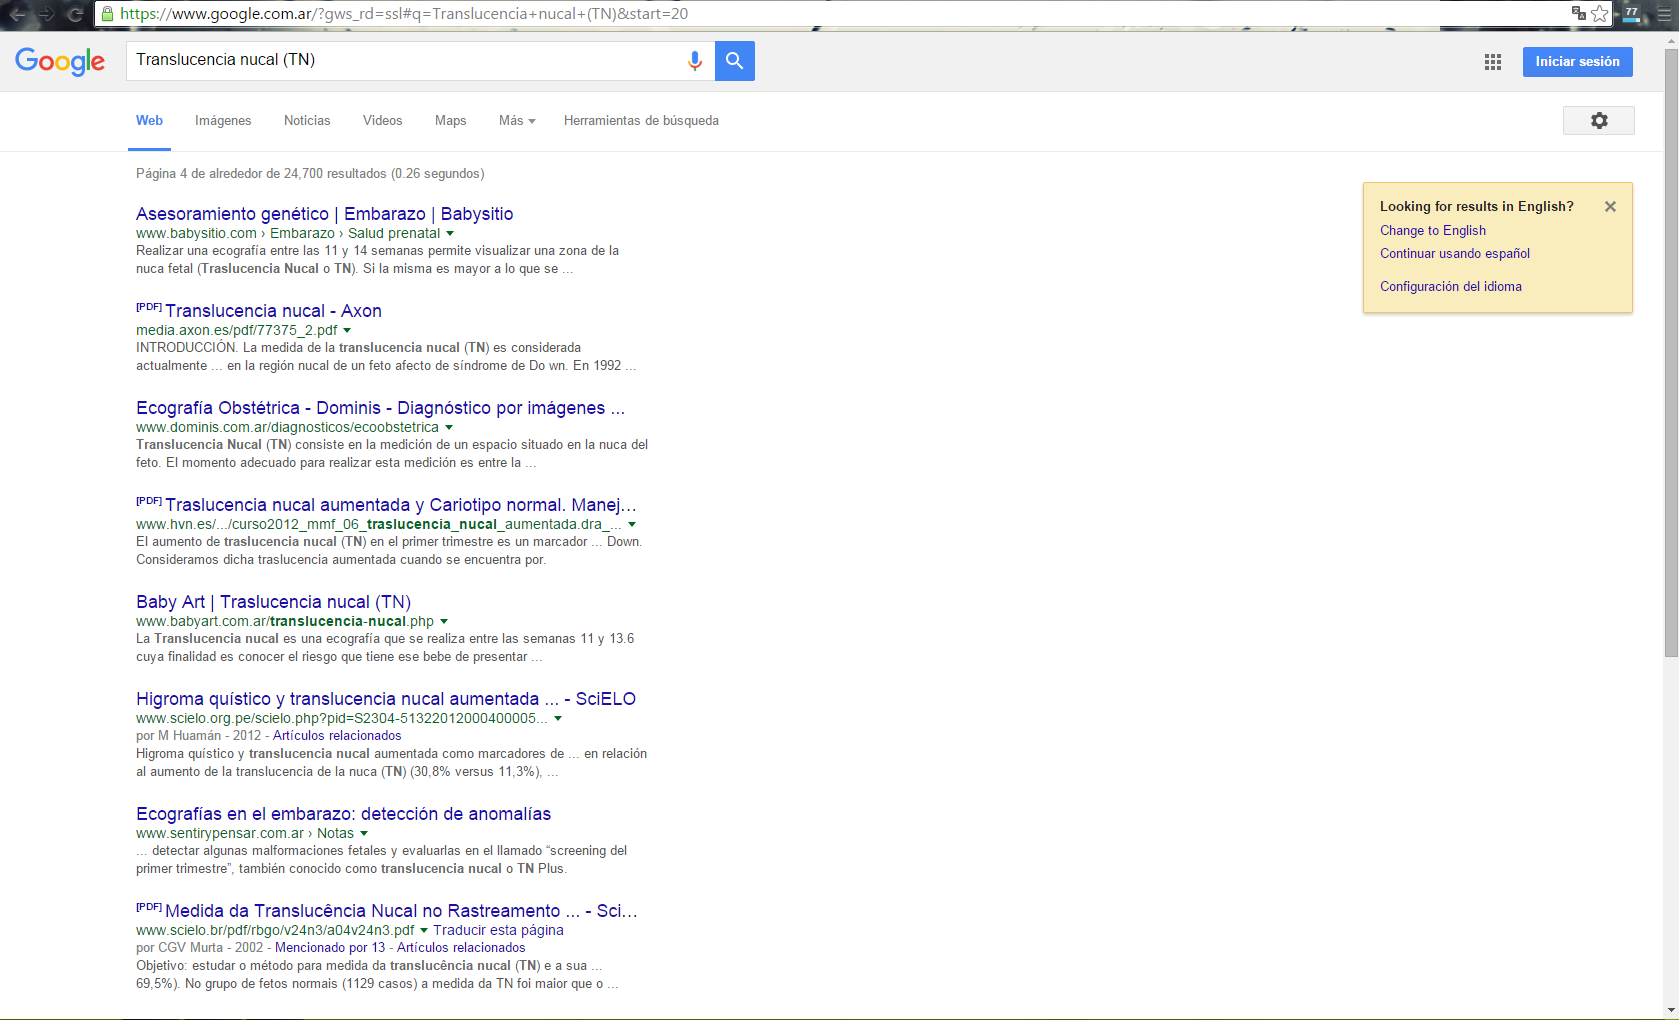 https://www.google.com.ar/?gws_rd=ssl#q=Translucencia+nucal+(TN)&start=20
77
Google
Translucencia nucal (TN)
Iniciar sesión
Web Imágenes Noticias Videos Maps Más Herramientas de búsqueda
Página 4 de alrededor de 24,700 resultados (0.26 segundos)
Looking for results in English?
Change to English
Continuar usando español
Configuración del idioma
Asesoramiento genético | Embarazo | Babysitio
www.babysitio.com › Embarazo › Salud prenatal
Realizar una ecografía entre las 11 y 14 semanas permite visualizar una zona de la
nuca fetal (Traslucencia Nucal o TN). Si la misma es mayor a lo que se ...
[PDF] Translucencia nucal - Axon
media.axon.es/pdf/77375_2.pdf
INTRODUCCIÓN. La medida de la translucencia nucal (TN) es considerada
actualmente ... en la región nucal de un feto afecto de síndrome de Do wn. En 1992 ...
Ecografía Obstétrica - Dominis - Diagnóstico por imágenes ...
www.dominis.com.ar/diagnosticos/ecoobstetrica
Translucencia Nucal (TN) consiste en la medición de un espacio situado en la nuca del
feto. El momento adecuado para realizar esta medición es entre la ...
[PDF] Traslucencia nucal aumentada y Cariotipo normal. Manej...
www.hvn.es/.../curso2012_mmf_06_traslucencia_nucal_aumentada.dra_...
El aumento de traslucencia nucal (TN) en el primer trimestre es un marcador ... Down.
Consideramos dicha traslucencia aumentada cuando se encuentra por.
Baby Art | Traslucencia nucal (TN)
www.babyart.com.ar/translucencia-nucal.php
La Translucencia nucal es una ecografía que se realiza entre las semanas 11 y 13.6
cuya finalidad es conocer el riesgo que tiene ese bebe de presentar ...
Higroma quístico y translucencia nucal aumentada ... - SciELO
www.scielo.org.pe/scielo.php?pid=S2304-51322012000400005...
por M Huamán - 2012 - Artículos relacionados
Higroma quístico y translucencia nucal aumentada como marcadores de ... en relación
al aumento de la translucencia de la nuca (TN) (30,8% versus 11,3%), ...
Ecografías en el embarazo: detección de anomalías
www.sentirypensar.com.ar › Notas
... detectar algunas malformaciones fetales y evaluarlas en el llamado “screening del
primer trimestre”, también conocido como translucencia nucal o TN Plus.
[PDF] Medida da Translucência Nucal no Rastreamento ... - Sci...
www.scielo.br/pdf/rbgo/v24n3/a04v24n3.pdf Traducir esta página
por CGV Murta - 2002 - Mencionado por 13 - Artículos relacionados
Objetivo: estudar o método para medida da translucência nucal (TN) e a sua ...
69,5%). No grupo de fetos normais (1129 casos) a medida da TN foi maior que o ...